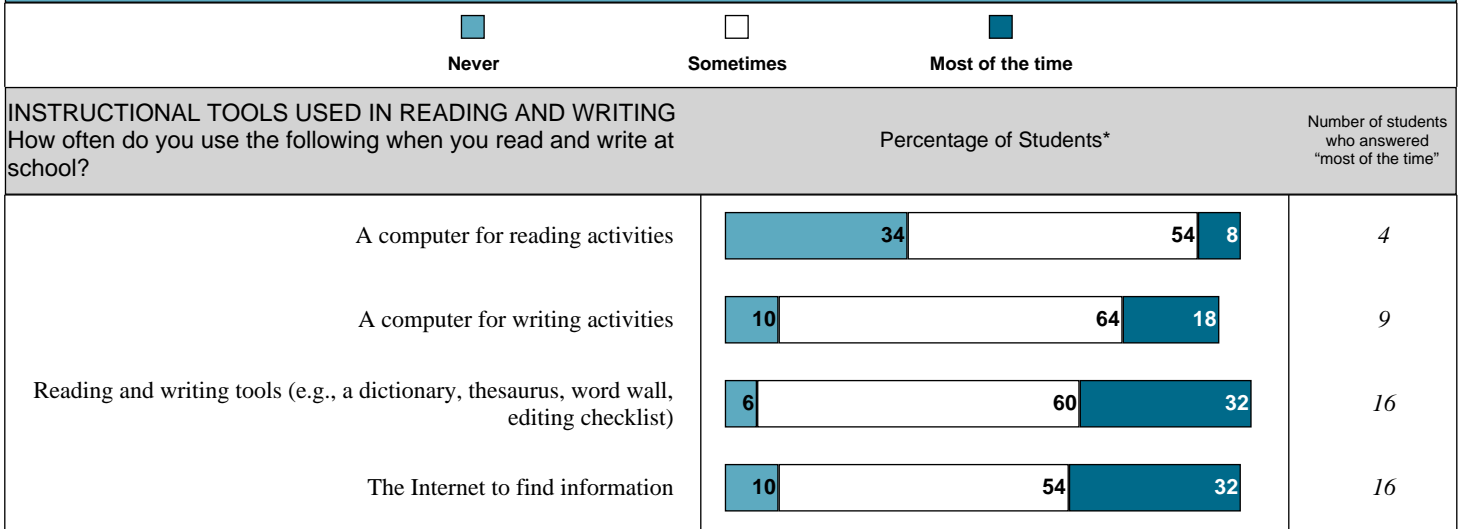 Never Sometimes Most of the time
INSTRUCTIONAL TOOLS USED IN READING AND WRITING
How often do you use the following when you read and write at
school?
Percentage of Students*
Number of students
who answered
“most of the time”
A computer for reading activities 34 54 8 4
A computer for writing activities 10 64 18 9
Reading and writing tools (e.g., a dictionary, thesaurus, word wall,
editing checklist) 6 60 32 16
The Internet to find information 10 54 32 16